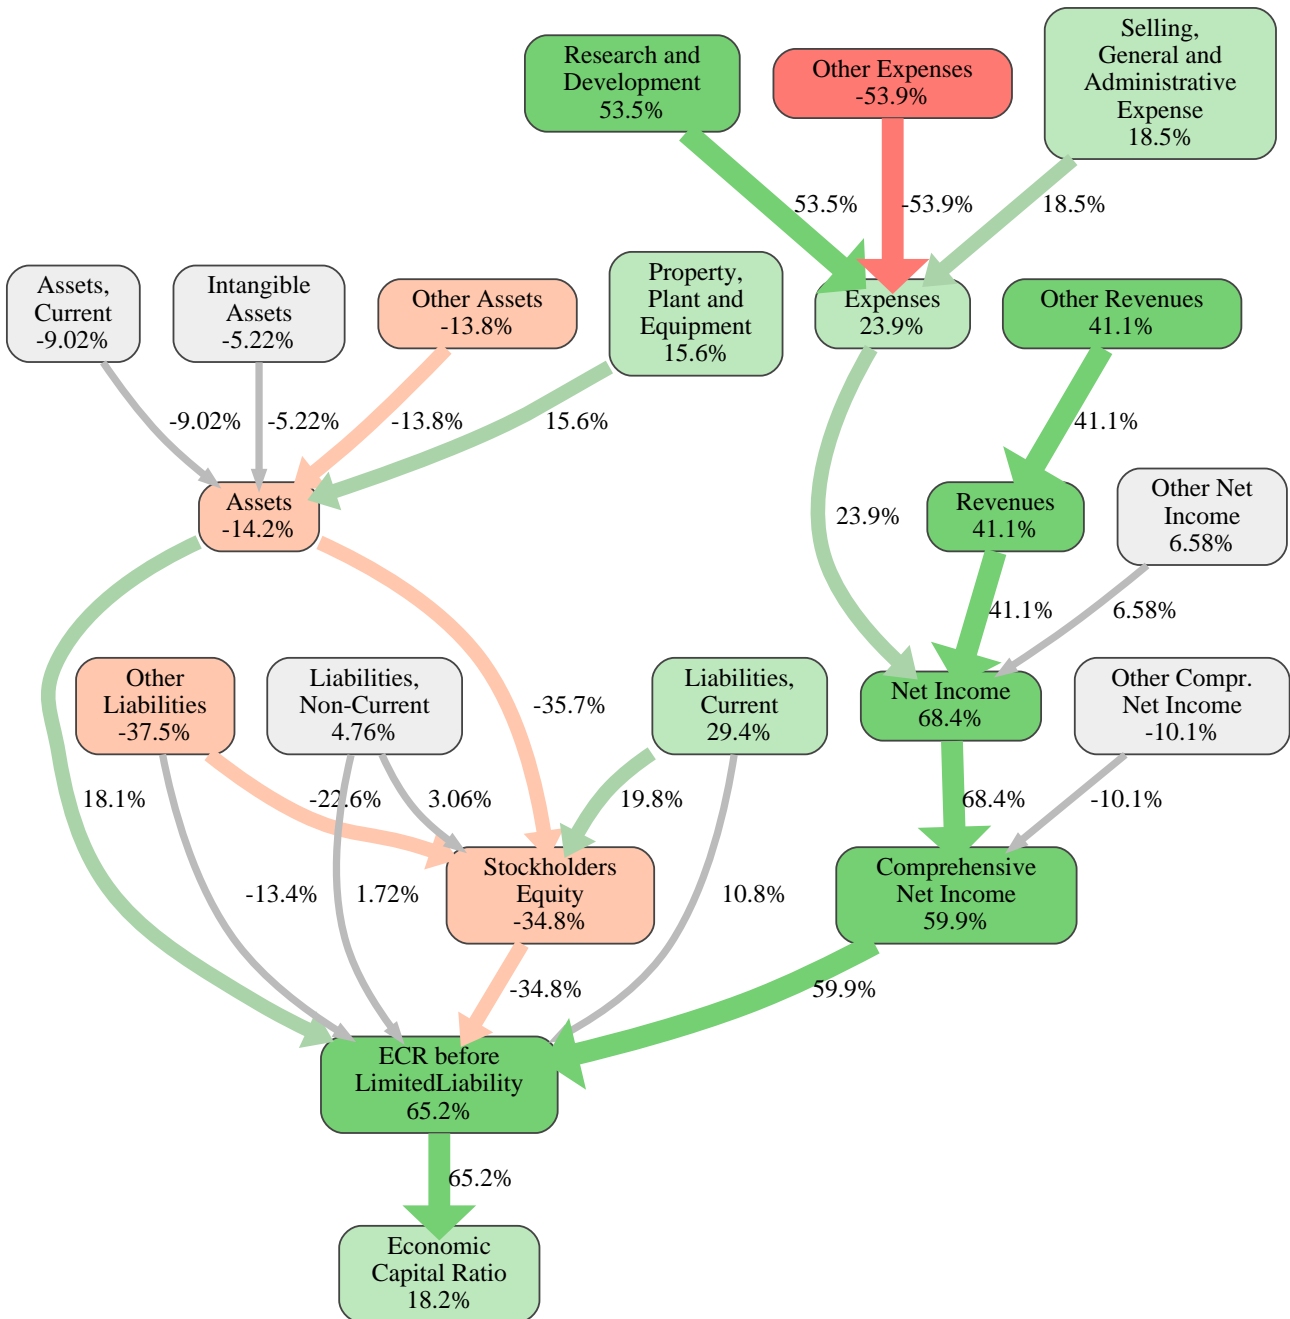 Selling,
General and
Administrative
Expense
18.5%
Research and
Development
53.5%
Other Expenses
-53.9%
53.5%
-53.9%
18.5%
Assets,
Current
-9.02%
Intangible
Assets
-5.22%
Other Assets
-13.8%
Property,
Plant and
Equipment
15.6%
Expenses
23.9%
Other Revenues
41.1%
-9.02%
-5.22%
-13.8%
15.6%
41.1%
Assets
-14.2%
23.9%
Revenues
41.1%
Other Net
Income
6.58%
41.1%
6.58%
Other
Liabilities
-37.5%
Liabilities,
Non-Current
4.76%
-35.7%
Liabilities,
Current
29.4%
Net Income
68.4%
Other Compr.
Net Income
-10.1%
18.1%
-22.6%
3.06%
19.8%
68.4%
-10.1%
-13.4%
1.72%
Stockholders
Equity
-34.8%
10.8%
Comprehensive
Net Income
59.9%
-34.8%
59.9%
ECR before
LimitedLiability
65.2%
65.2%
Economic
Capital Ratio
18.2%